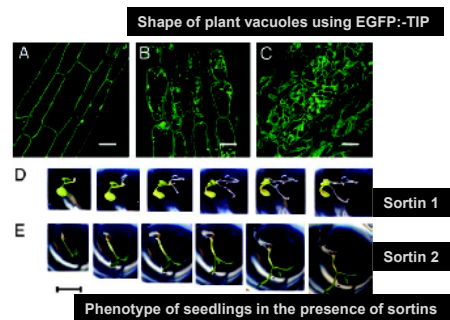 Shape of plant vacuoles using EGFP:-TIP
A
B
C
D
Sortin 1
E
Sortin 2
Phenotype of seedlings in the presence of sortins